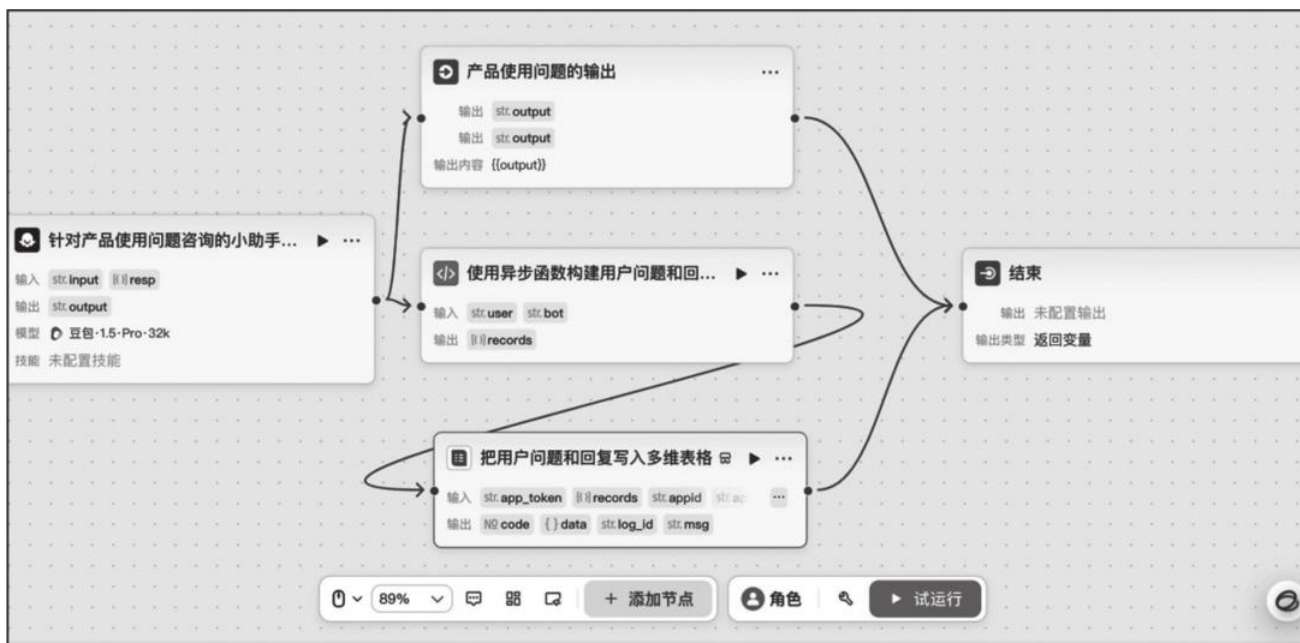 产品使用问题的输出
输出 str. output
输出 str. output
输出内容 {{output}}
针对产品使用问题咨询的小助手...
输入 str. input [()] resp
输出 str. output
模型 豆包·1.5·Pro·32k
技能 未配置技能
使用异步函数构建用户问题和回...
输入 str. user str. bot
输出 [()] records
结束
输出 未配置输出
输出类型 返回变量
把用户问题和回复写入多维表格
输入 str. app_token [()] records str. appid str. ap
输出 № code { } data str. log_id str. msg
89% + 添加节点 角色 试运行